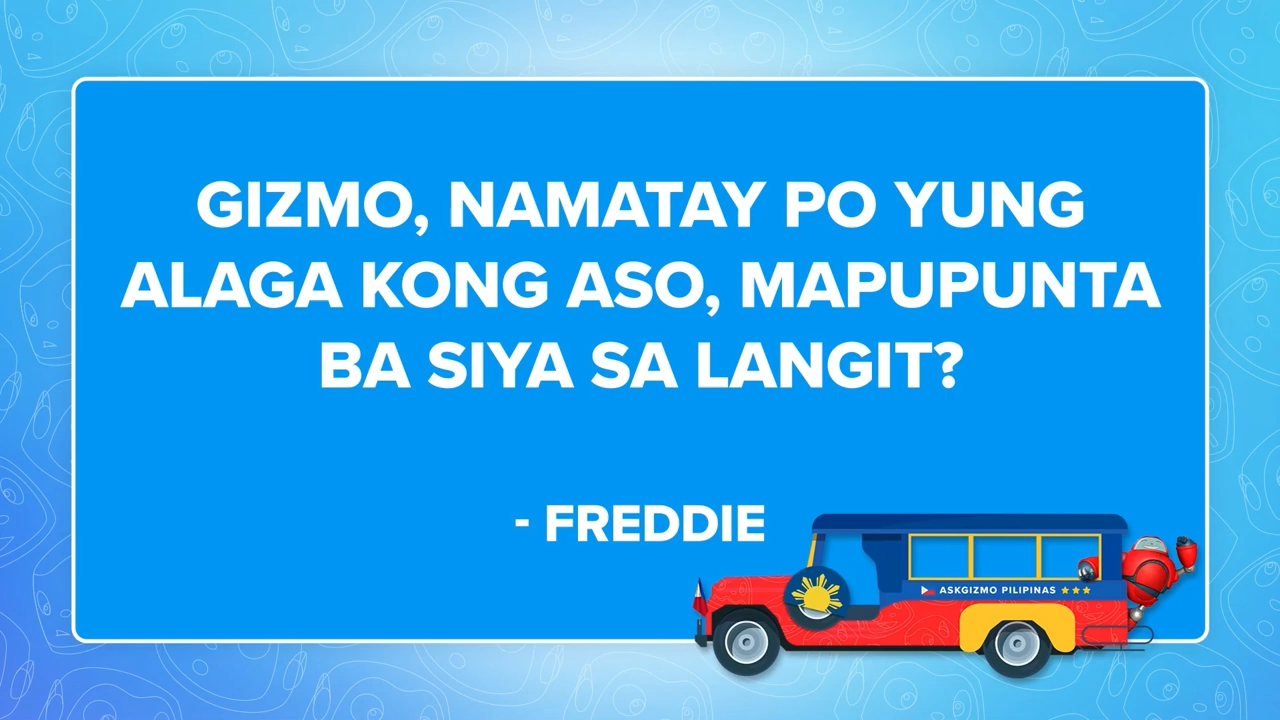 GIZMO, NAMATAY PO YUNG
ALAGA KONG ASO, MAPUPUNTA
BA SIYA SA LANGIT?
- FREDDIE
ASKGIZMO PILIPINAS